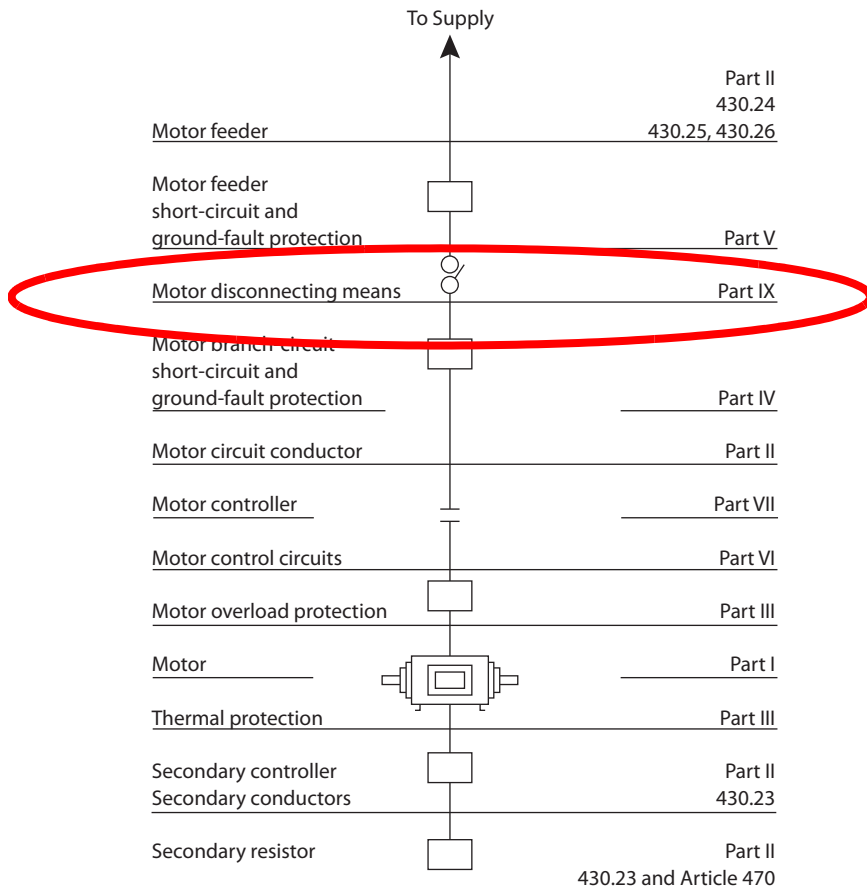 To Supply
Part II
430.24
Motor feeder 430.25, 430.26
Motor feeder
short-circuit and
ground-fault protection Part V
Motor disconnecting means Part IX
Motor branch-circuit
short-circuit and
ground-fault protection Part IV
Motor circuit conductor Part II
Motor controller Part VII
Motor control circuits Part VI
Motor overload protection Part III
Motor Part I
Thermal protection Part III
Secondary controller Part II
Secondary conductors 430.23
Secondary resistor Part II
430.23 and Article 470